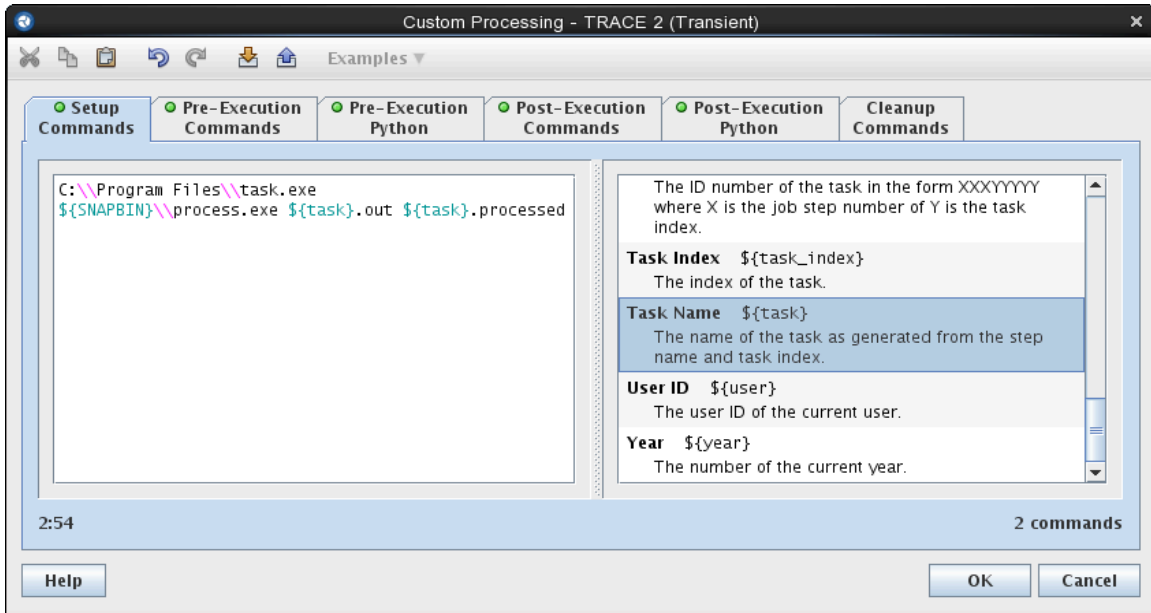 Custom Processing - TRACE 2 (Transient)
Examples
Setup
Commands
Pre-Execution
Commands
Pre-Execution
Python
Post-Execution
Commands
Post-Execution
Python
Cleanup
Commands
C:\\Program Files\\task.exe
${SNAPBIN}\\process.exe ${task}.out ${task}.processed
The ID number of the task in the form XXXYYYYY
where X is the job step number of Y is the task
index.
Task Index ${task_index}
The index of the task.
Task Name ${task}
The name of the task as generated from the step
name and task index.
User ID ${user}
The user ID of the current user.
Year ${year}
The number of the current year.
2:54
2 commands
Help
OK
Cancel